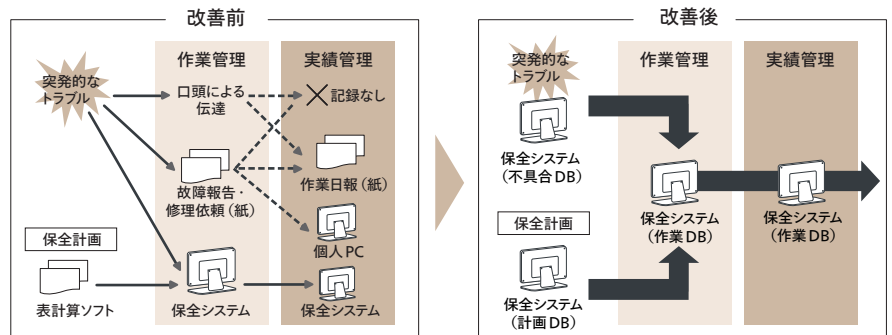 改善前
作業管理
実績管理
突発的な
トラブル
口頭による
伝達
記録なし
故障報告・
修理依頼（紙）
作業日報（紙）
個人PC
保全計画
表計算ソフト
保全システム
保全システム
改善後
作業管理
実績管理
突発的な
トラブル
保全システム
（不具合DB）
保全システム
（作業DB）
保全システム
（作業DB）
保全計画
保全システム
（計画DB）